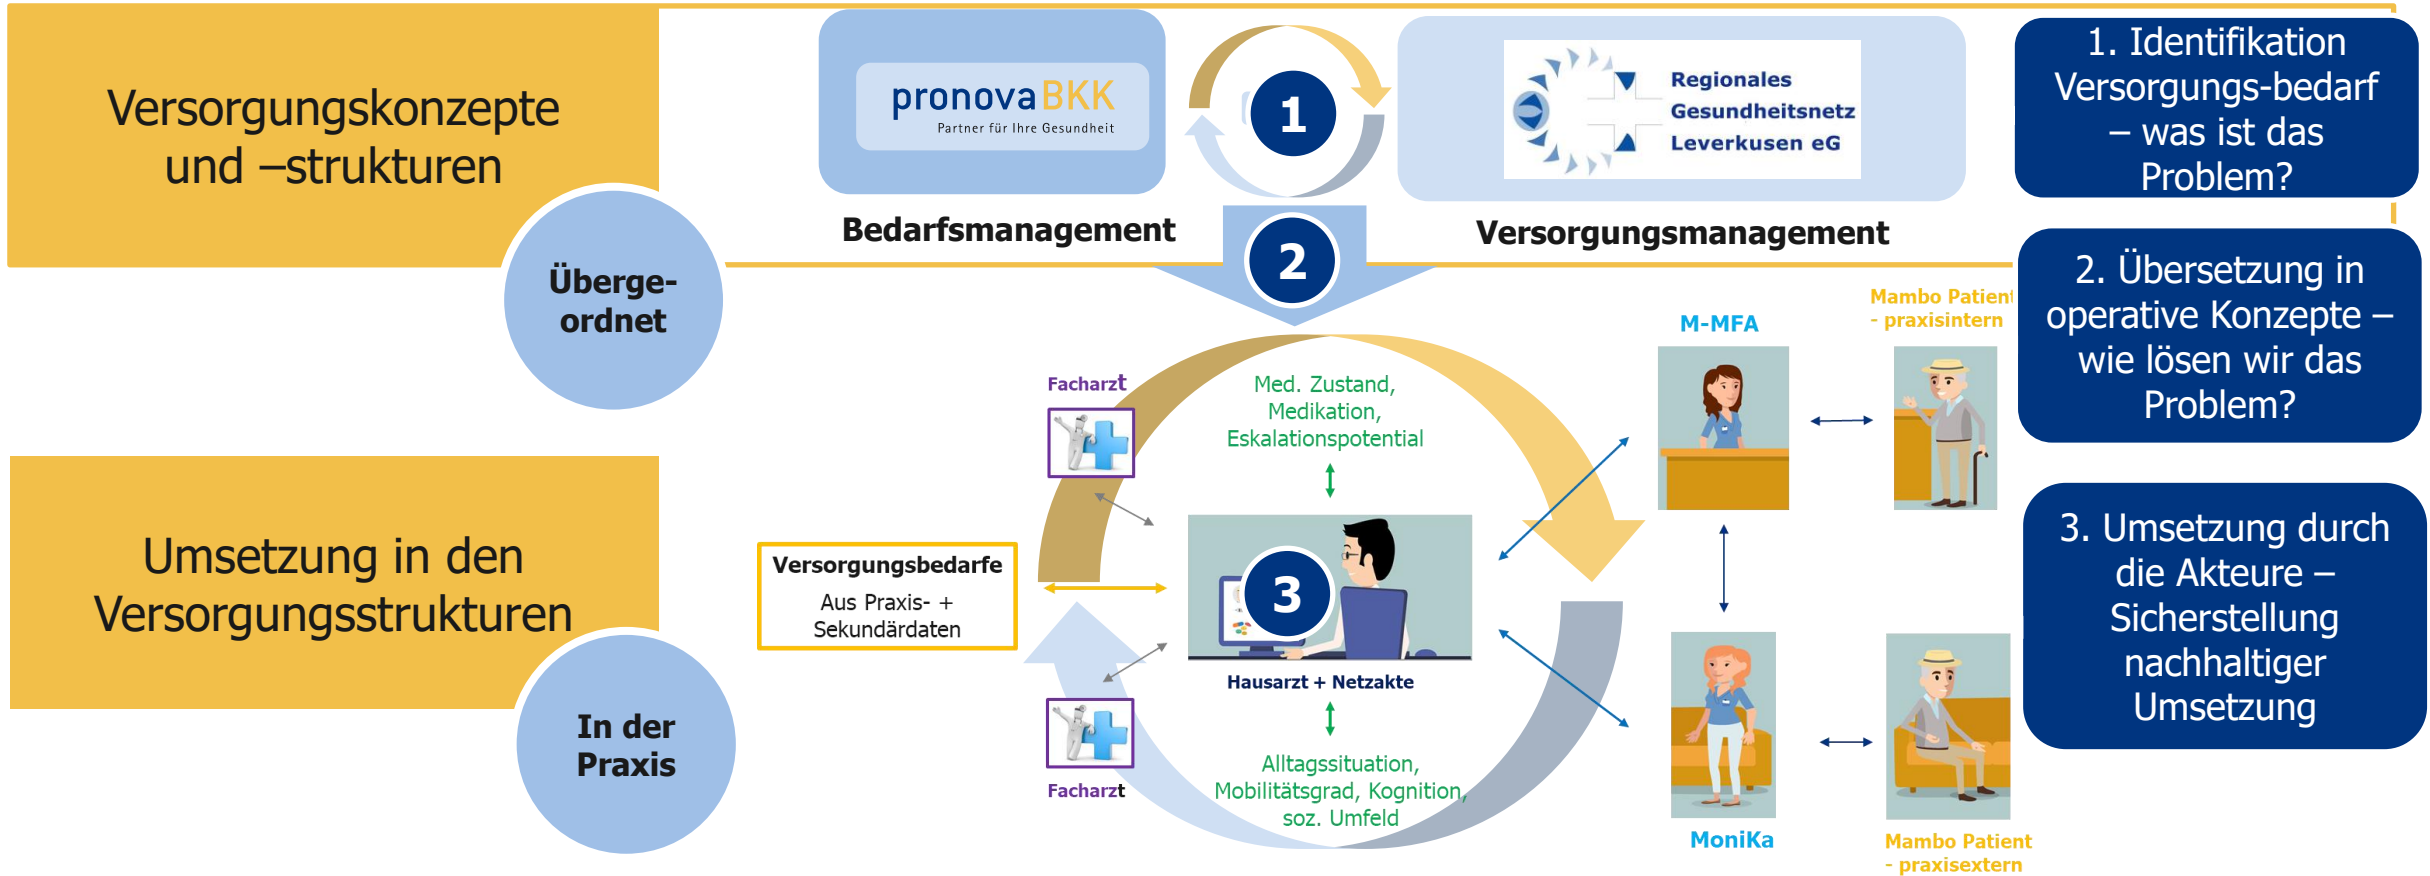 Versorgungskonzepte
und –strukturen
Überge-
ordnet
pronovaBKK
Partner für Ihre Gesundheit
1
Regionales
Gesundheitsnetz
Leverkusen eG
Bedarfsmanagement
Versorgungsmanagement
2
1. Identifikation
Versorgungs-bedarf
– was ist das
Problem?
2. Übersetzung in
operative Konzepte –
wie lösen wir das
Problem?
3. Umsetzung durch
die Akteure –
Sicherstellung
nachhaltiger
Umsetzung
Umsetzung in den
Versorgungsstrukturen
In der
Praxis
Facharzt
Med. Zustand,
Medikation,
Eskalationspotential
Versorgungsbedarfe
Aus Praxis- +
Sekundärdaten
3
Hausarzt + Netzakte
Facharzt
Alltagssituation,
Mobilitätsgrad, Kognition,
soz. Umfeld
M-MFA
Mambo Patient
- praxisintern
MoniKa
Mambo Patient
- praxisextern